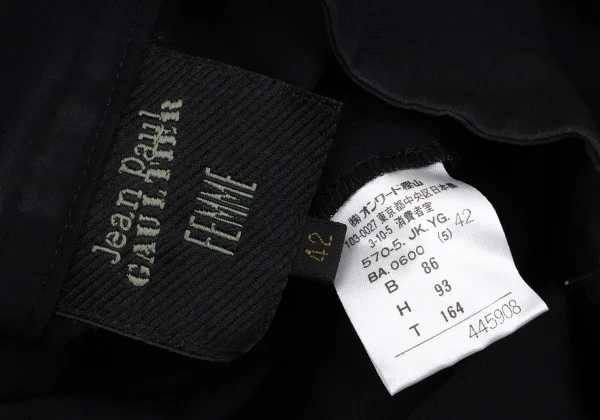 Jean Paul
GAULTIER
FEMME
42
㈱オンワード樫山
103-0027 東京都中央区日本橋
3-10-5 消費者室
570-5. JK. YG. 42
BA. 0600 (5)
B 86
H 93
T 164
445908